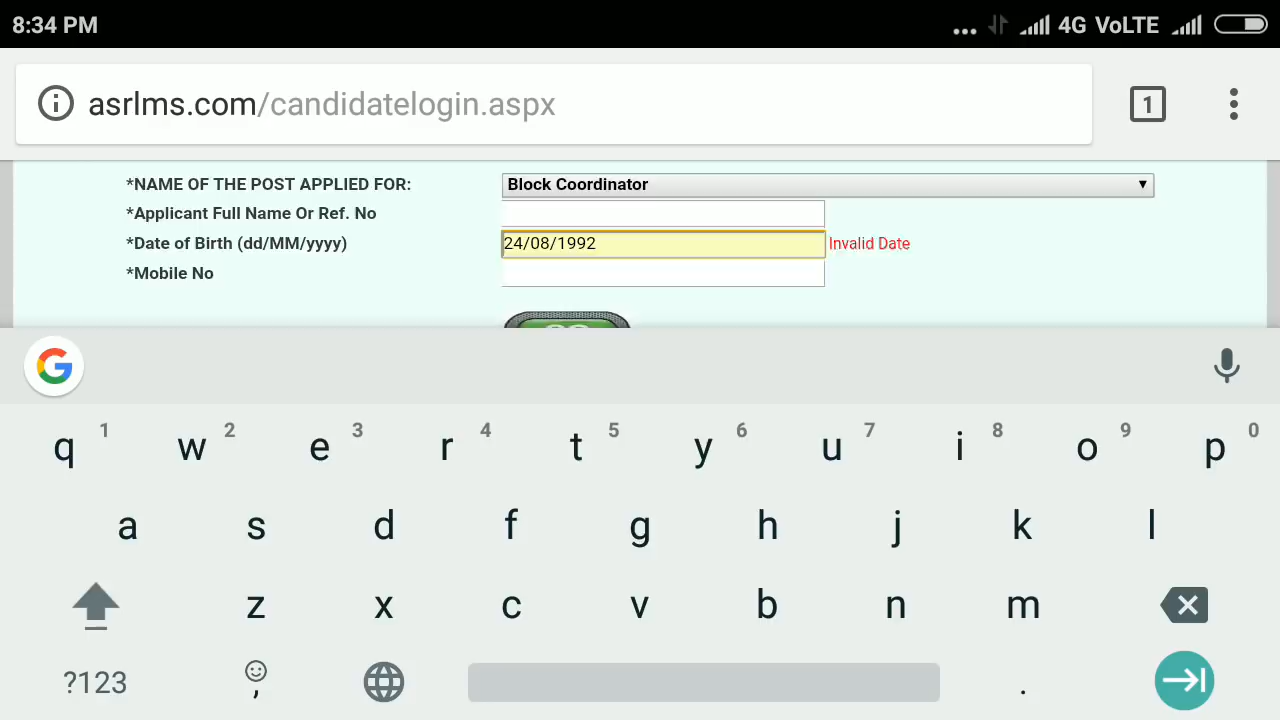 8:34 PM ... 4G VoLTE
asrlms.com/candidatelogin.aspx 1
*NAME OF THE POST APPLIED FOR: Block Coordinator
*Applicant Full Name Or Ref. No
*Date of Birth (dd/MM/yyyy) 24/08/1992 Invalid Date
*Mobile No
G
q 1 w 2 e 3 r 4 t 5 y 6 u 7 i 8 o 9 p 0
a s d f g h j k l
z x c v b n m
?123 , .